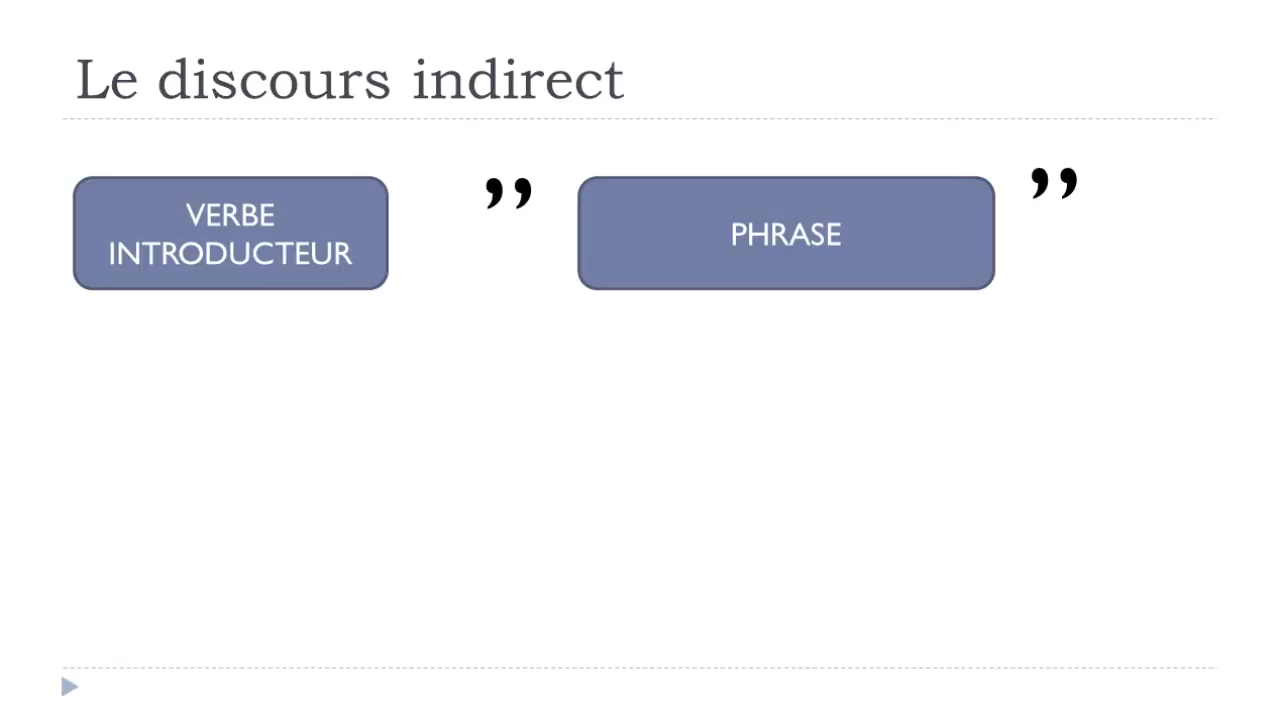 Le discours indirect
VERBE
INTRODUCTEUR
” PHRASE ”